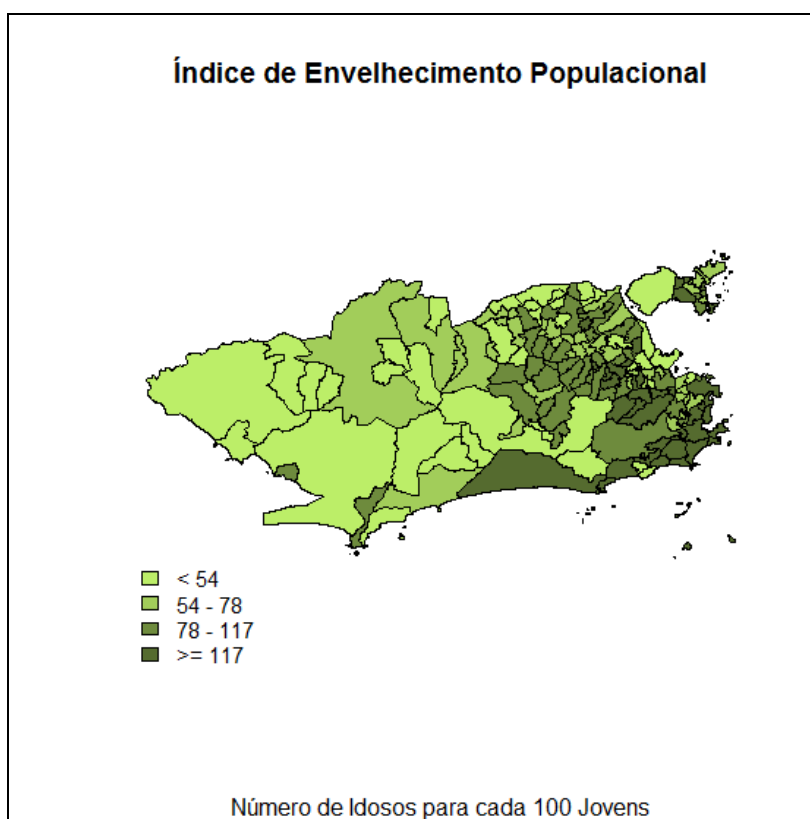 Índice de Envelhecimento Populacional
< 54
54 - 78
78 - 117
>= 117
Número de Idosos para cada 100 Jovens